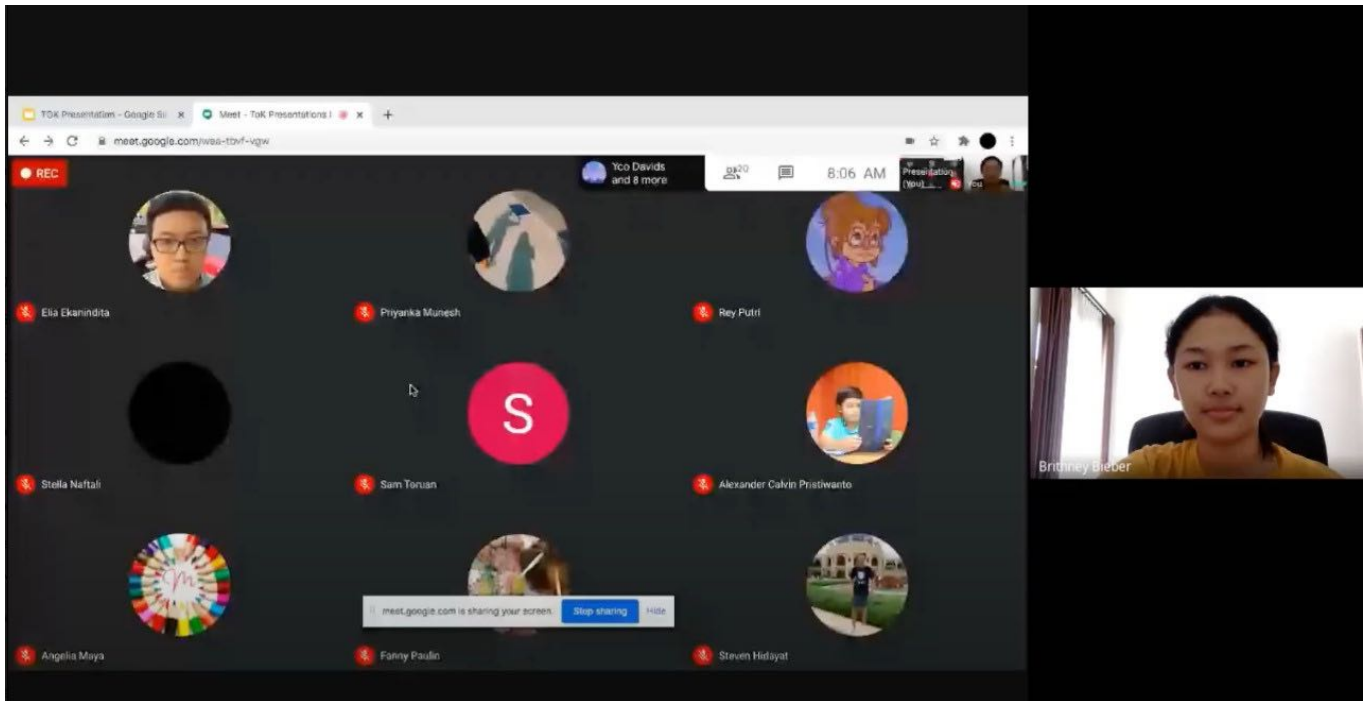 TOK Presentation - Google Sli
Meet - ToK Presentations I
meet.google.com/waa-tbvf-vgw
REC
Yco Davids
and 8 more
20
8:06 AM
Presentation
(You)
You
Elia Ekanindita
Priyanka Munesh
Rey Putri
S
Stella Naftali
Sam Toruan
Alexander Calvin Pristiwanto
Brithney Bieber
m
meet.google.com is sharing your screen.
Stop sharing
Hide
Angelia Maya
Fanny Paulin
Steven Hidayat